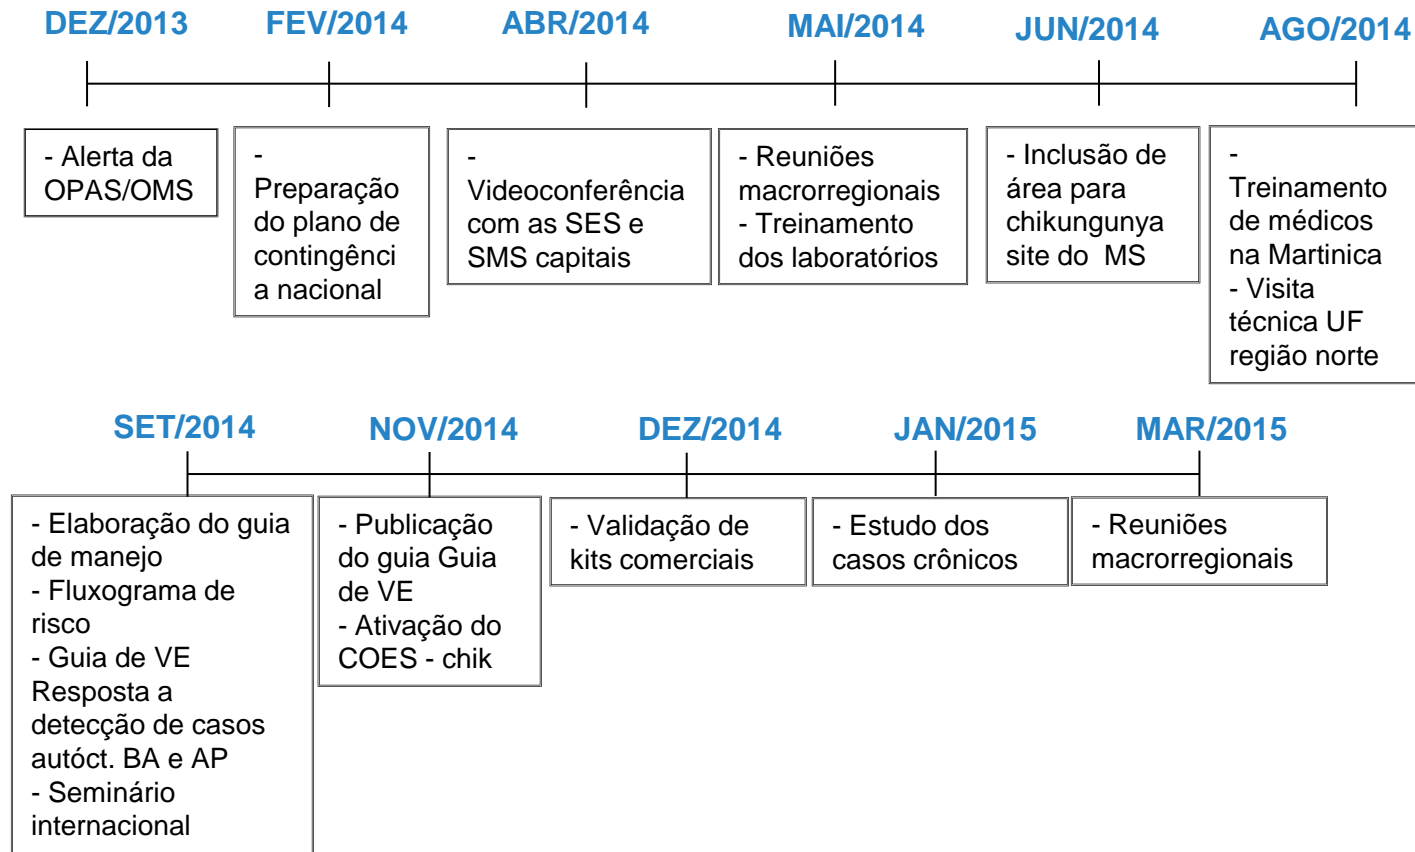 DEZ/2013 FEV/2014 ABR/2014 MAI/2014 JUN/2014 AGO/2014
- Alerta da
OPAS/OMS
-
Preparação
do plano de
contingênci
a nacional
-
Videoconferência
com as SES e
SMS capitais
- Reuniões
macrorregionais
- Treinamento
dos laboratórios
- Inclusão de
área para
chikungunya
site do MS
-
Treinamento
de médicos
na Martinica
- Visita
técnica UF
região norte
SET/2014 NOV/2014 DEZ/2014 JAN/2015 MAR/2015
- Elaboração do guia
de manejo
- Fluxograma de
risco
- Guia de VE
Resposta a
detecção de casos
autóct. BA e AP
- Seminário
internacional
- Publicação
do guia Guia
de VE
- Ativação do
COES - chik
- Validação de
kits comerciais
- Estudo dos
casos crônicos
- Reuniões
macrorregionais